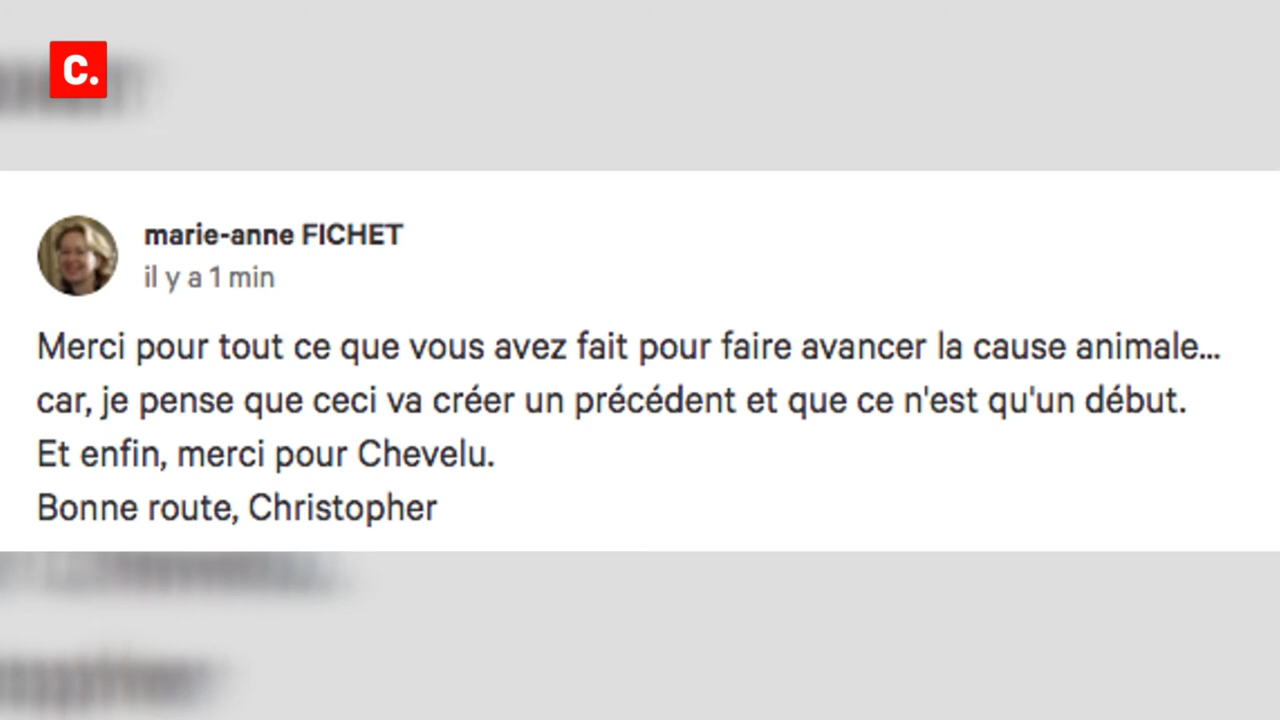 C.
marie-anne FICHET
il y a 1 min
Merci pour tout ce que vous avez fait pour faire avancer la cause animale...
car, je pense que ceci va créer un précédent et que ce n'est qu'un début.
Et enfin, merci pour Chevelu.
Bonne route, Christopher